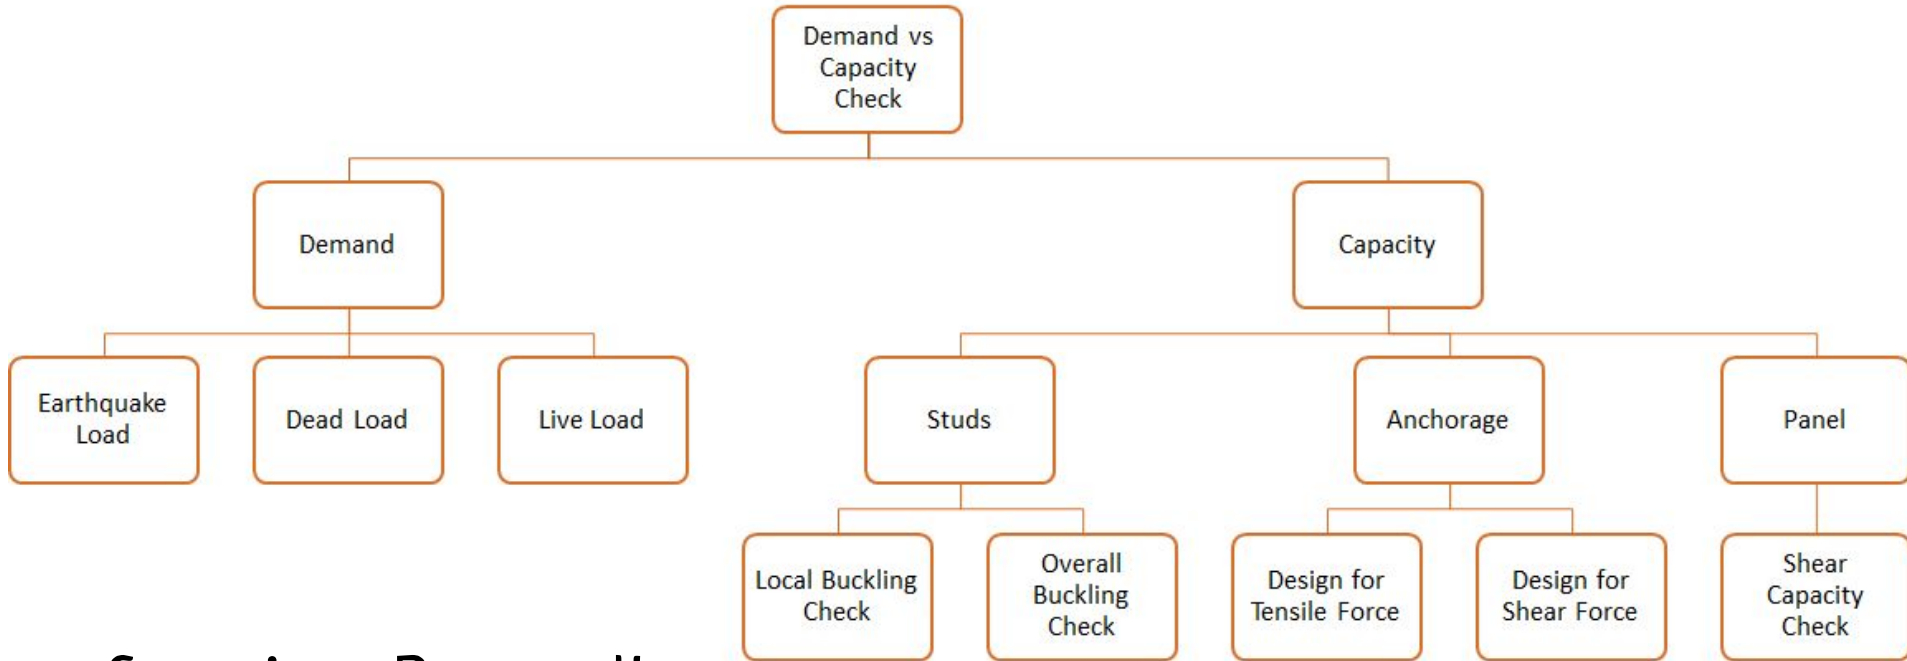 Demand vs
Capacity
Check
Demand
Capacity
Earthquake
Load
Dead Load
Live Load
Studs
Anchorage
Panel
Local Buckling
Check
Overall
Buckling
Check
Design for
Tensile Force
Design for
Shear Force
Shear
Capacity
Check